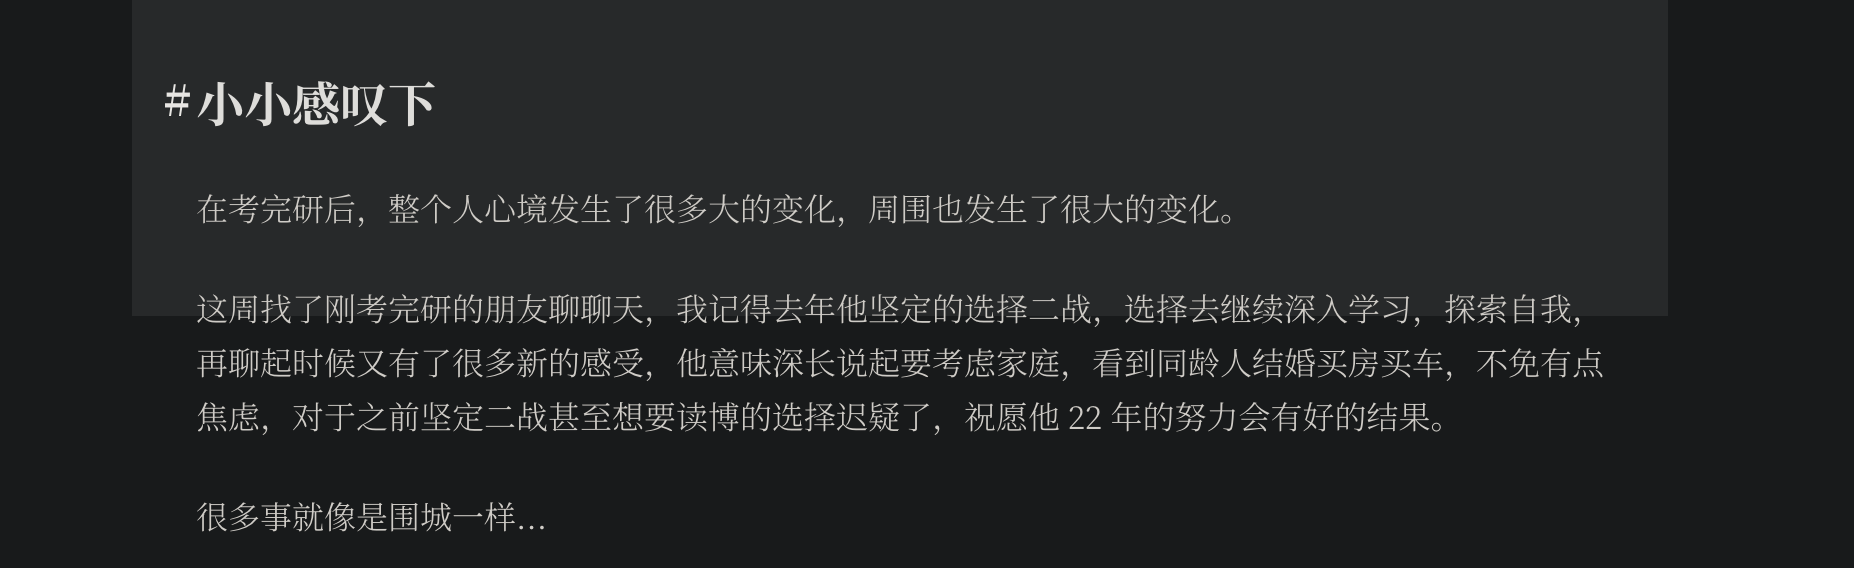 #小小感叹下
在考完研后，整个人心境发生了很多大的变化，周围也发生了很大的变化。
这周找了刚考完研的朋友聊聊天，我记得去年他坚定的选择二战，选择去继续深入学习，探索自我，
再聊起时候又有了很多新的感受，他意味深长说起要考虑家庭，看到同龄人结婚买房买车，不免有点
焦虑，对于之前坚定二战甚至想要读博的选择迟疑了，祝愿他 22 年的努力会有好的结果。
很多事就像是围城一样...